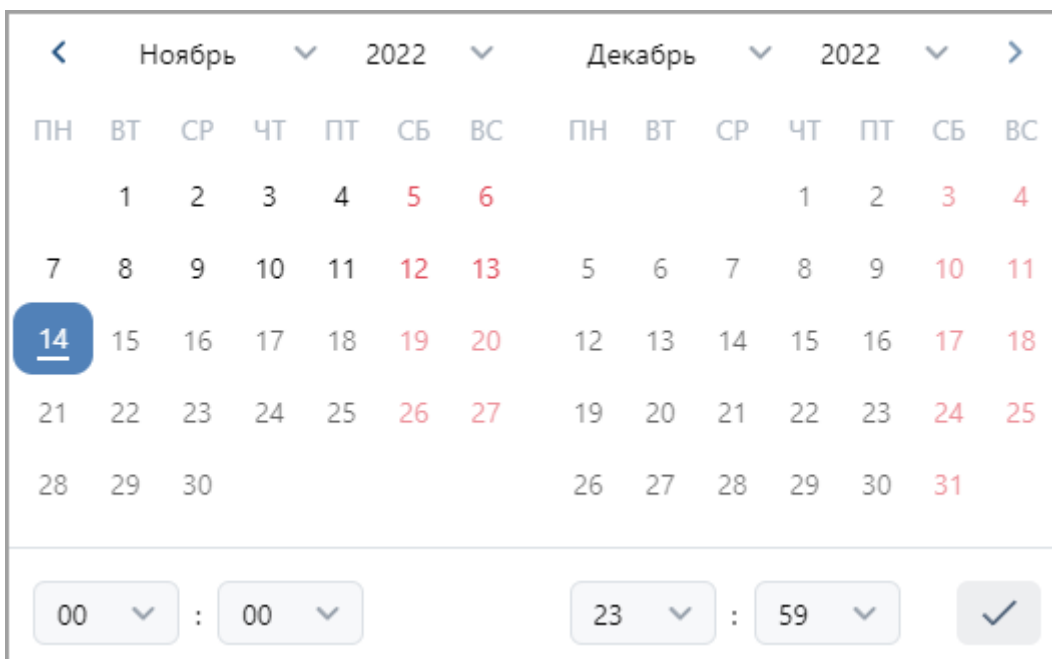 Ноябрь 2022 Декабрь 2022
ПН ВТ СР ЧТ ПТ СБ ВС ПН ВТ СР ЧТ ПТ СБ ВС
1 2 3 4 5 6 1 2 3 4
7 8 9 10 11 12 13 5 6 7 8 9 10 11
14 15 16 17 18 19 20 12 13 14 15 16 17 18
21 22 23 24 25 26 27 19 20 21 22 23 24 25
28 29 30 26 27 28 29 30 31
00 : 00 23 : 59